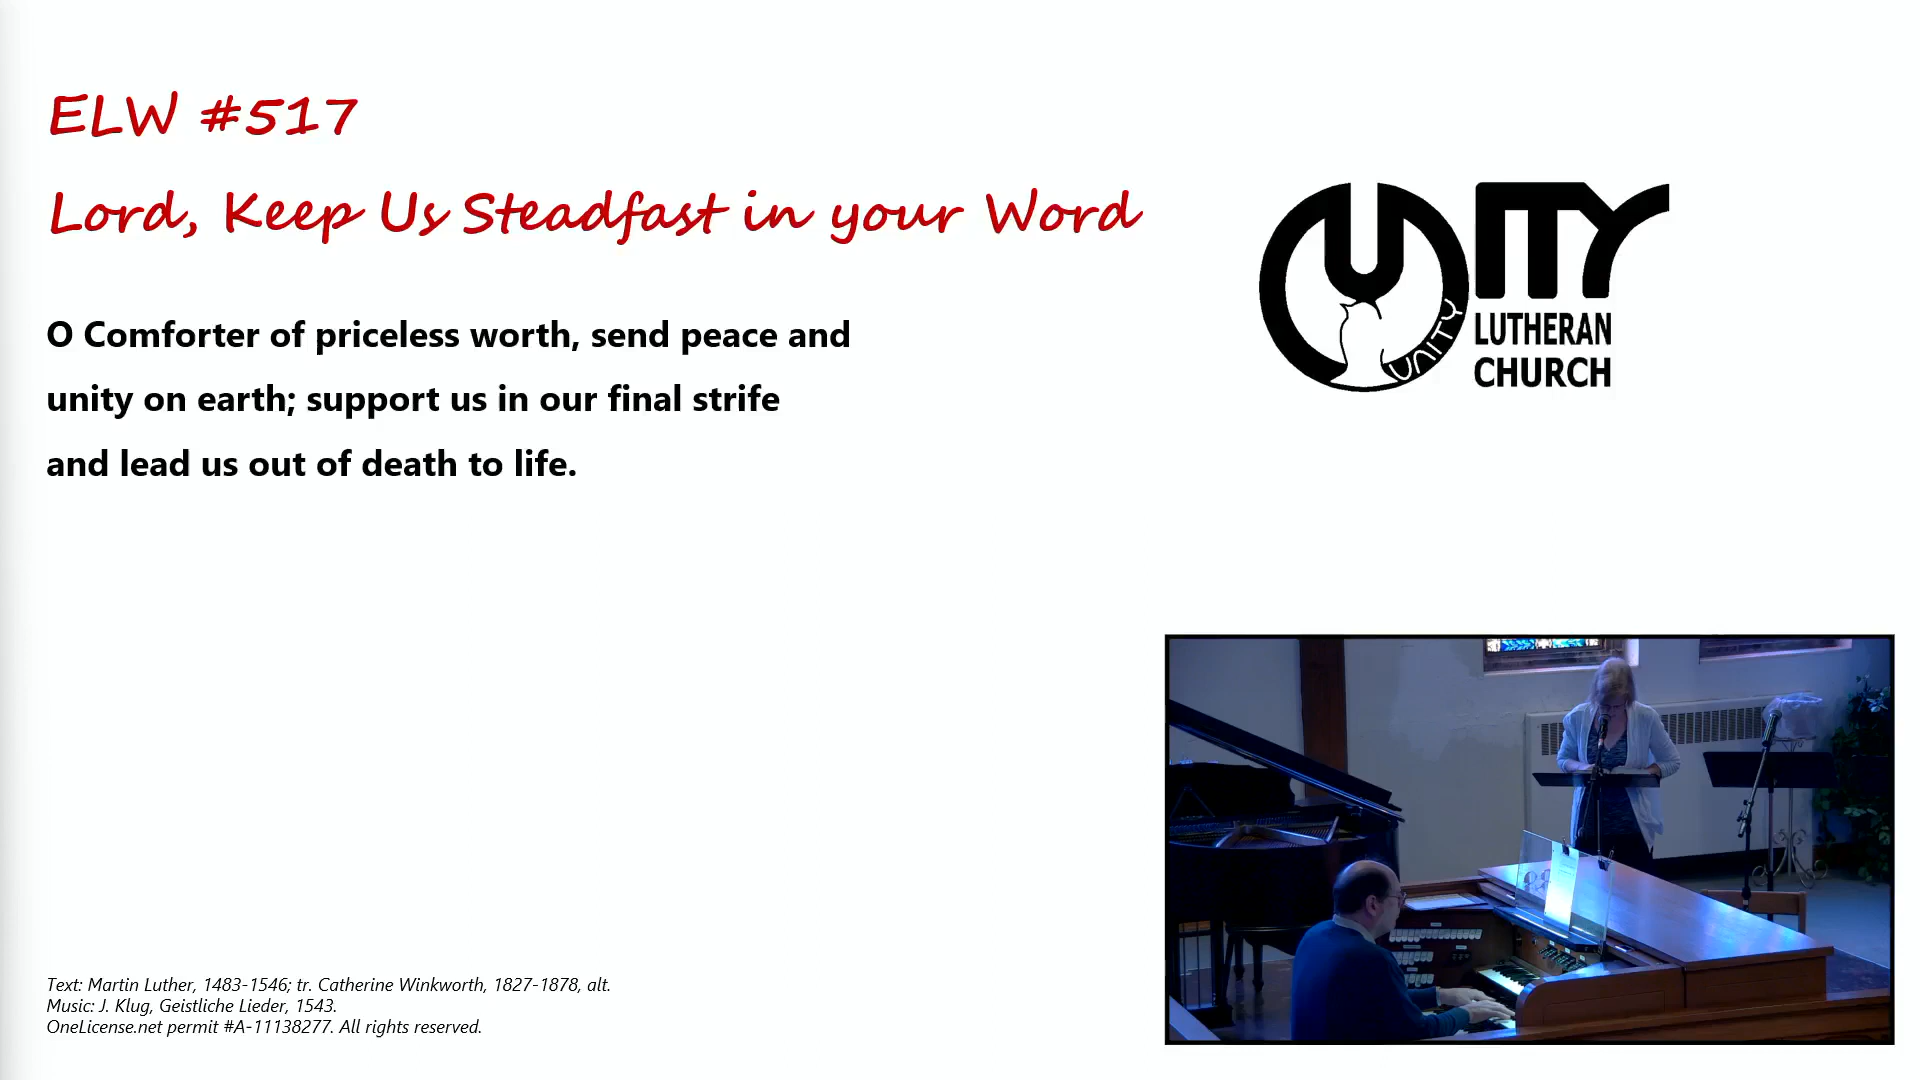 ELW #517
Lord, Keep Us Steadfast in your Word
O Comforter of priceless worth, send peace and
unity on earth; support us in our final strife
and lead us out of death to life.
UNITY
UNITY
LUTHERAN
CHURCH
Text: Martin Luther, 1483-1546; tr. Catherine Winkworth, 1827-1878, alt.
Music: J. Klug, Geistliche Lieder, 1543.
OneLicense.net permit #A-11138277. All rights reserved.